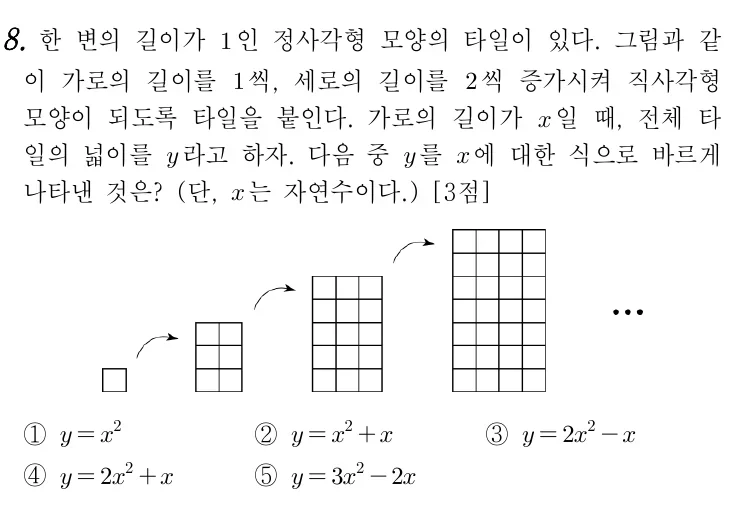 8. 한 변의 길이가 1인 정사각형 모양의 타일이 있다. 그림과 같
이 가로의 길이를 1씩, 세로의 길이를 2씩 증가시켜 직사각형
모양이 되도록 타일을 붙인다. 가로의 길이가 x일 때, 전체 타
일의 넓이를 y라고 하자. 다음 중 y를 x에 대한 식으로 바르게
나타낸 것은? (단, x는 자연수이다.) [3점]
...
① y=x² ② y=x²+x ③ y=2x²-x
④ y=2x²+x ⑤ y=3x²-2x